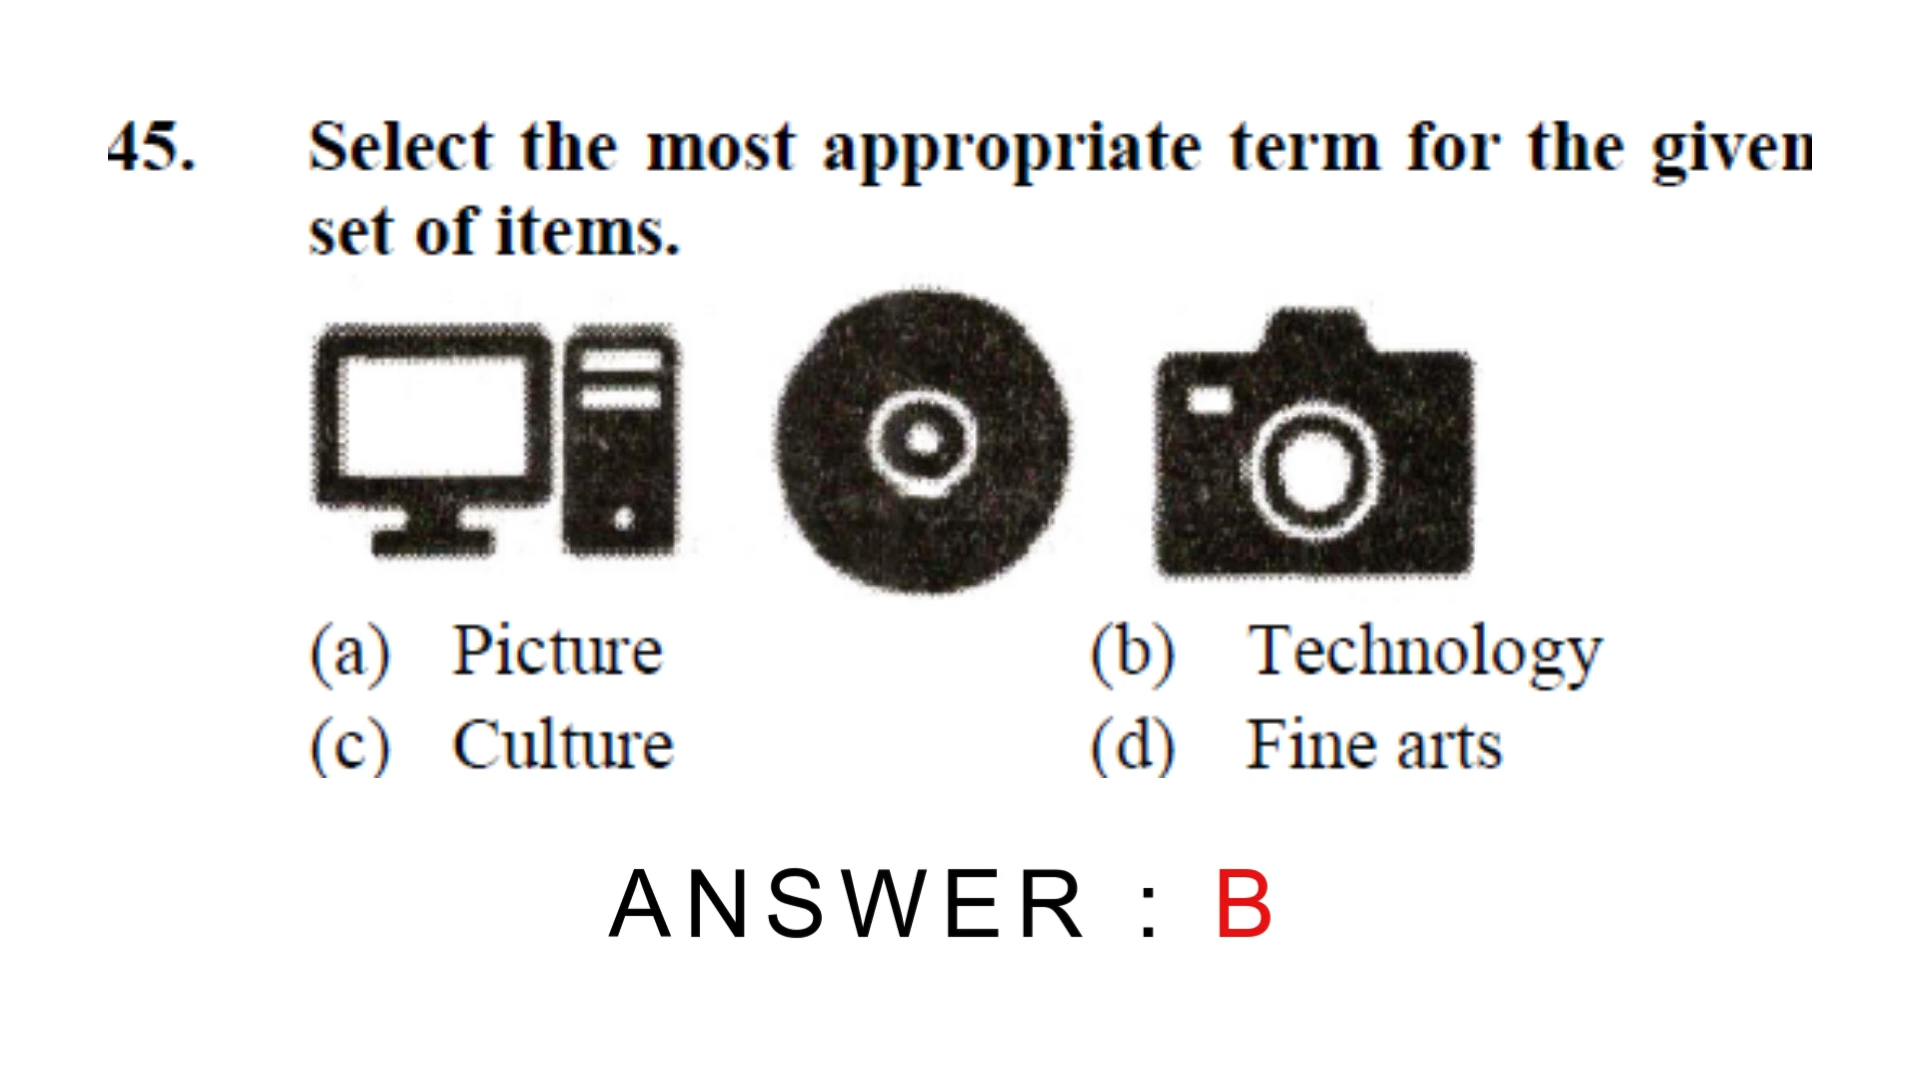 45. Select the most appropriate term for the given
set of items.
(a) Picture (b) Technology
(c) Culture (d) Fine arts
ANSWER : B